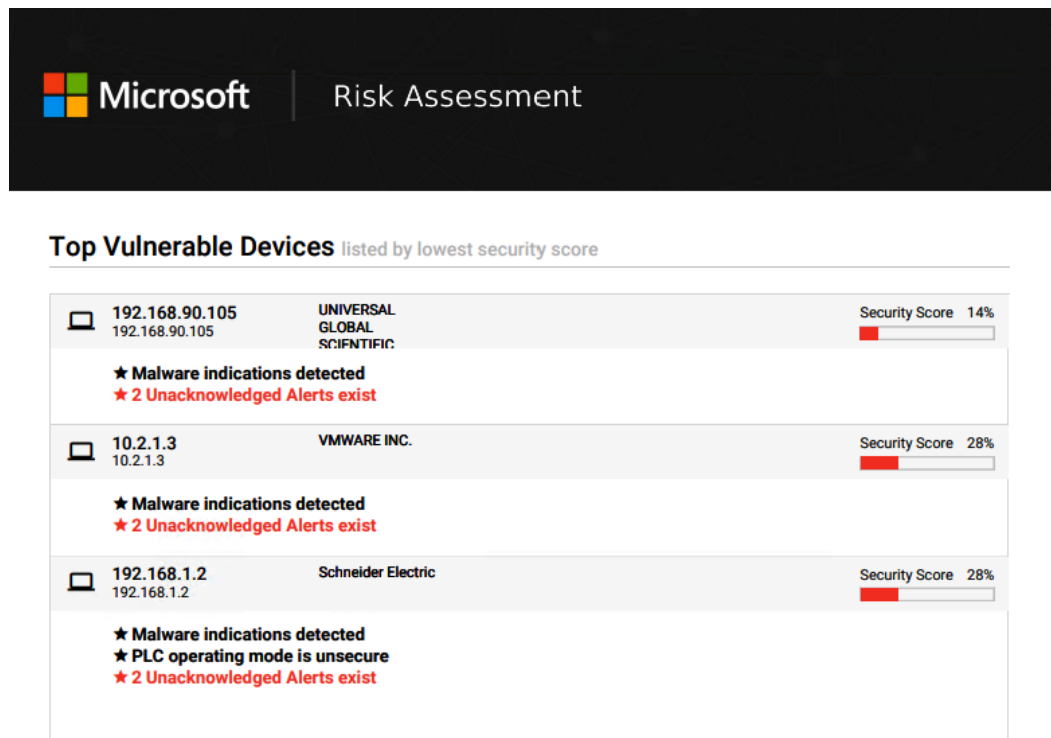 Microsoft Risk Assessment
Top Vulnerable Devices listed by lowest security score
192.168.90.105 UNIVERSAL Security Score 14%
192.168.90.105 GLOBAL
SCIENTIFIC
★ Malware indications detected
★ 2 Unacknowledged Alerts exist
10.2.1.3 VMWARE INC. Security Score 28%
10.2.1.3
★ Malware indications detected
★ 2 Unacknowledged Alerts exist
192.168.1.2 Schneider Electric Security Score 28%
192.168.1.2
★ Malware indications detected
★ PLC operating mode is unsecure
★ 2 Unacknowledged Alerts exist